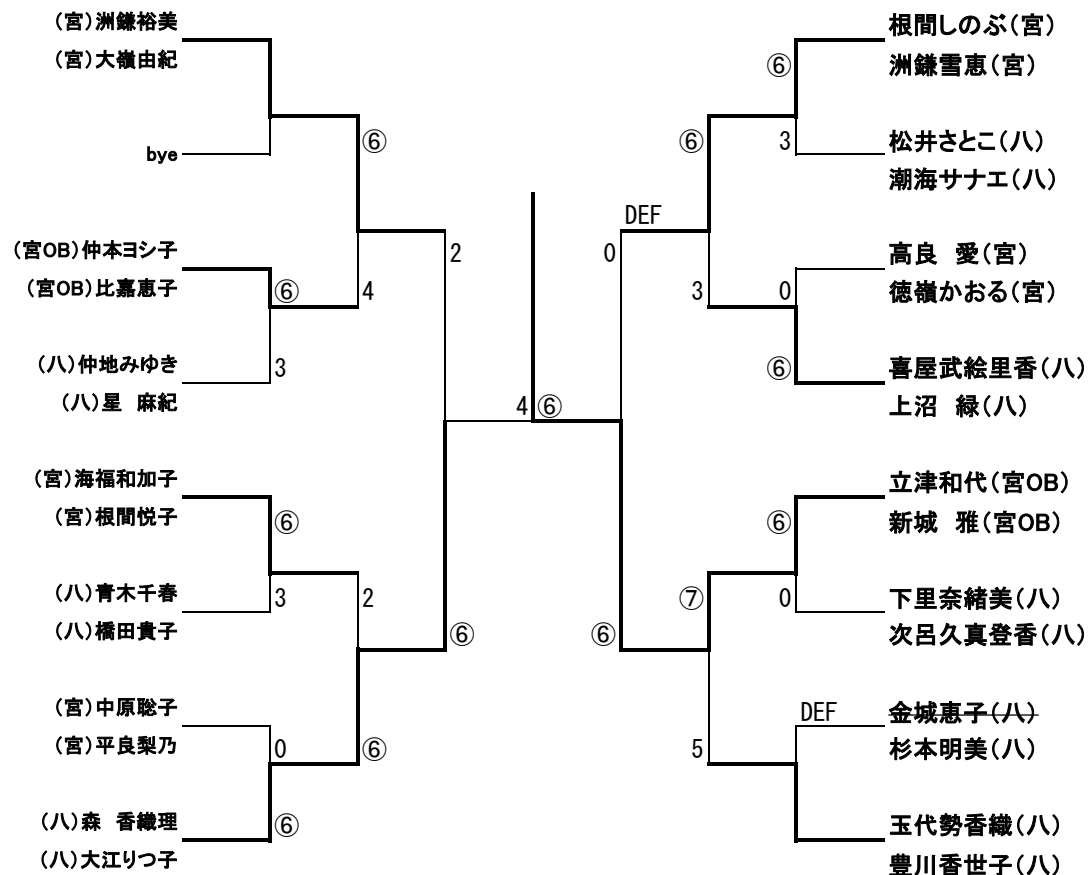 (宮)洲鎌裕美
(宮)大嶺由紀
bye
⑥
(宮OB)仲本ヨシ子
(宮OB)比嘉恵子
⑥
4
(八)仲地みゆき
(八)星 麻紀
3
2
(宮)海福和加子
(宮)根間悦子
⑥
(八)青木千春
(八)橋田貴子
3
2
⑥
(宮)中原聡子
(宮)平良梨乃
0
⑥
(八)森 香織理
(八)大江りつ子
⑥
4
⑥
根間しのぶ(宮)
洲鎌雪恵(宮)
⑥
⑥
3
松井さとこ(八)
潮海サナエ(八)
DEF
0
高良 愛(宮)
徳嶺かおる(宮)
3
0
⑥
喜屋武絵里香(八)
上沼 緑(八)
立津和代(宮OB)
新城 雅(宮OB)
⑥
⑦
0
下里奈緒美(八)
次呂久真登香(八)
⑥
DEF
金城恵子(八)
杉本明美(八)
5
玉代勢香織(八)
豊川香世子(八)